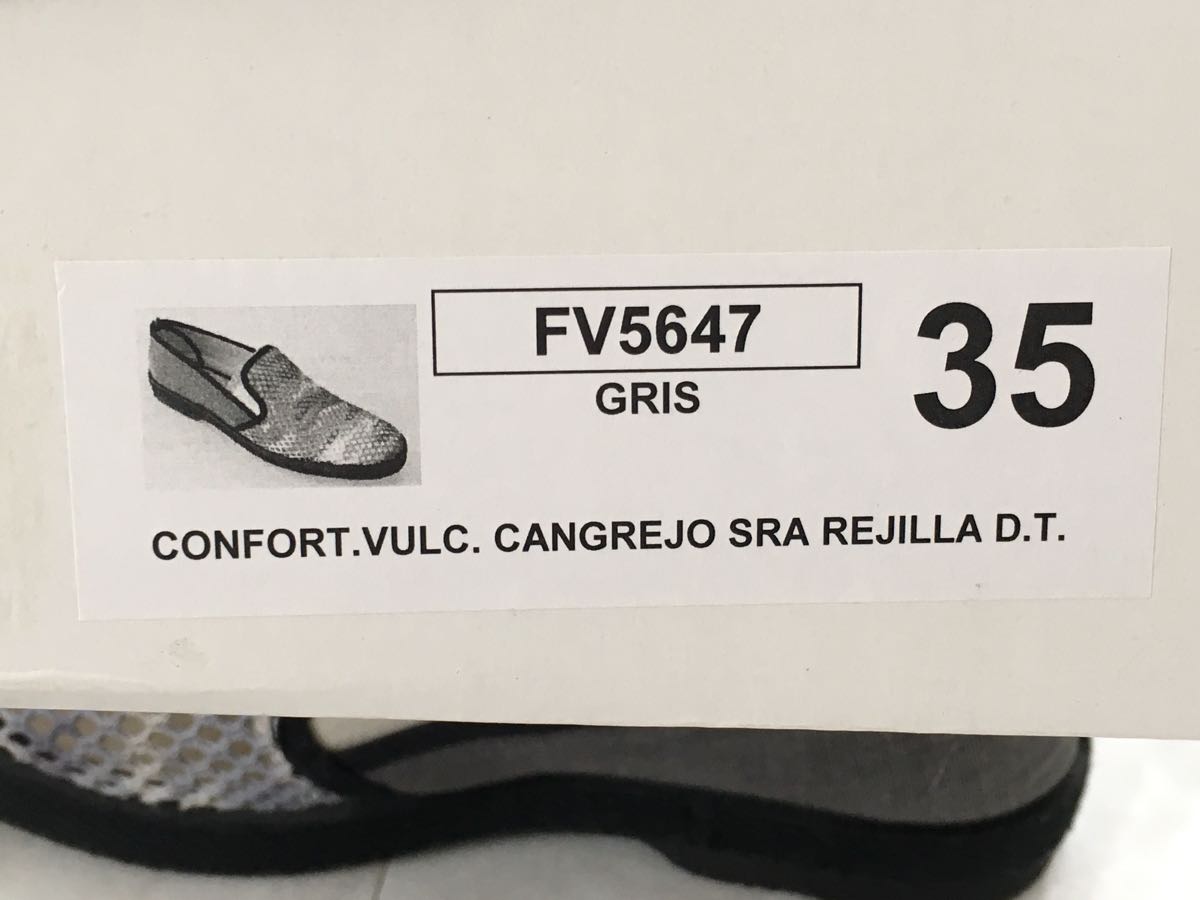 FV5647
GRIS
35
CONFORT.VULC. CANGREJO SRA REJILLA D.T.